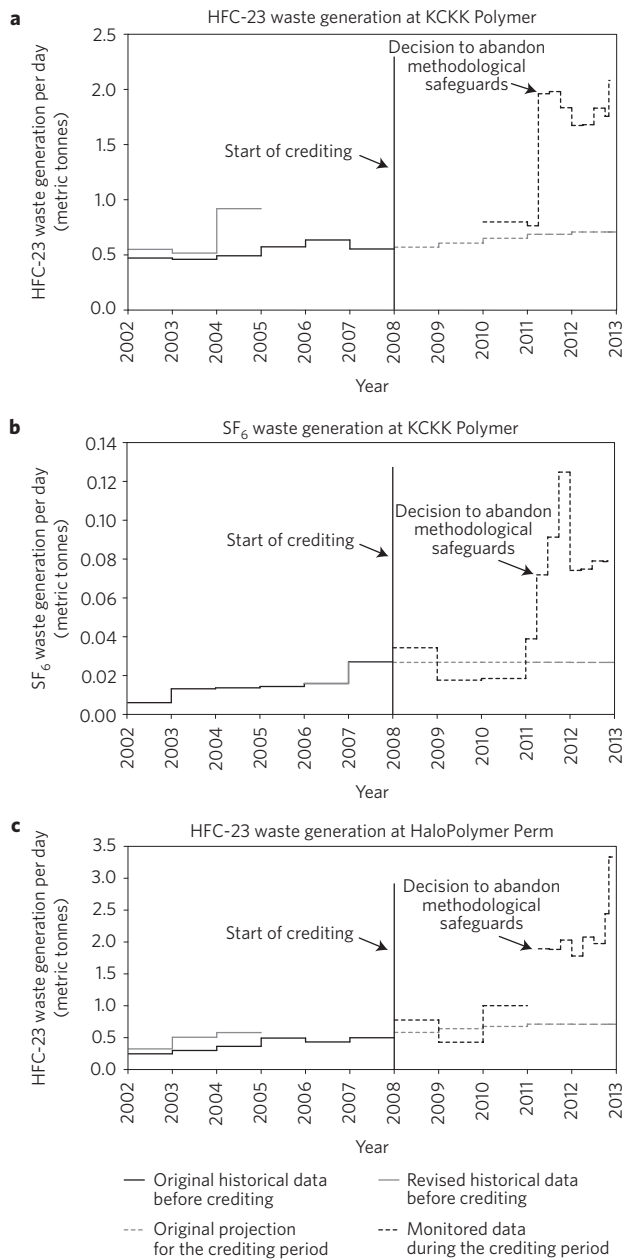 a
HFC-23 waste generation at KCKK Polymer
HFC-23 waste generation per day
(metric tonnes)
2.5
2.0
1.5
1.0
0.5
0.0
Start of crediting
Decision to abandon
methodological
safeguards
2002
2003
2004
2005
2006
2007
2008
2009
2010
2011
2012
2013
Year
b
SF₆ waste generation at KCKK Polymer
SF₆ waste generation per day
(metric tonnes)
0.14
0.12
0.10
0.08
0.06
0.04
0.02
0.00
Start of crediting
Decision to abandon
methodological
safeguards
2002
2003
2004
2005
2006
2007
2008
2009
2010
2011
2012
2013
Year
c
HFC-23 waste generation at HaloPolymer Perm
HFC-23 waste generation per day
(metric tonnes)
3.5
3.0
2.5
2.0
1.5
1.0
0.5
0.0
Start of crediting
Decision to abandon
methodological
safeguards
2002
2003
2004
2005
2006
2007
2008
2009
2010
2011
2012
2013
Year
Original historical data
before crediting
Revised historical data
before crediting
Original projection
for the crediting period
Monitored data
during the crediting period